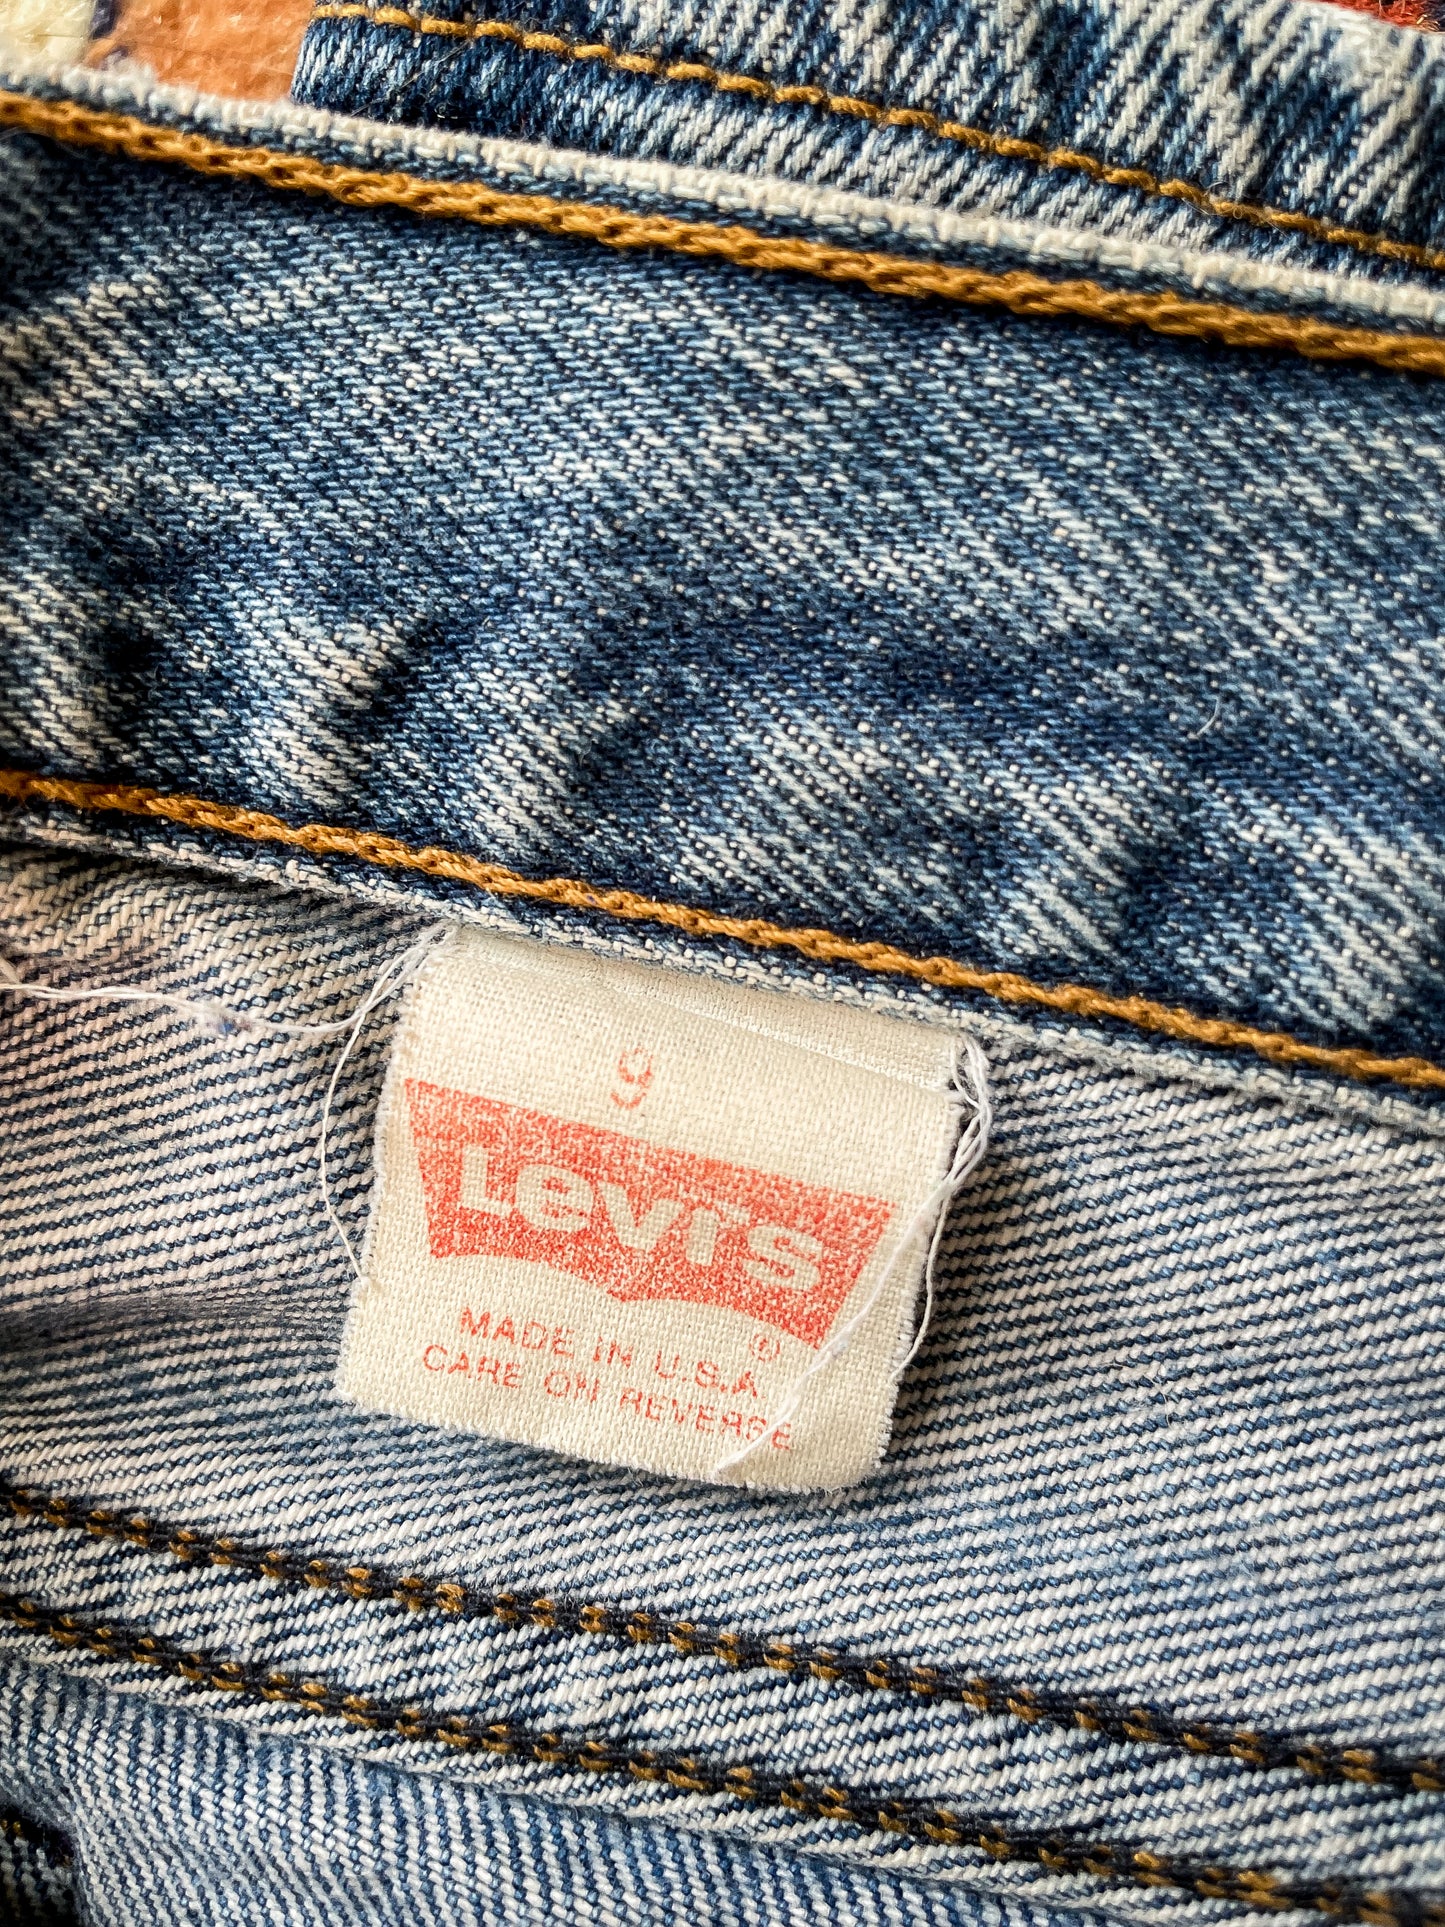 9
Levi's
®
MADE IN U.S.A
CARE ON REVERSE